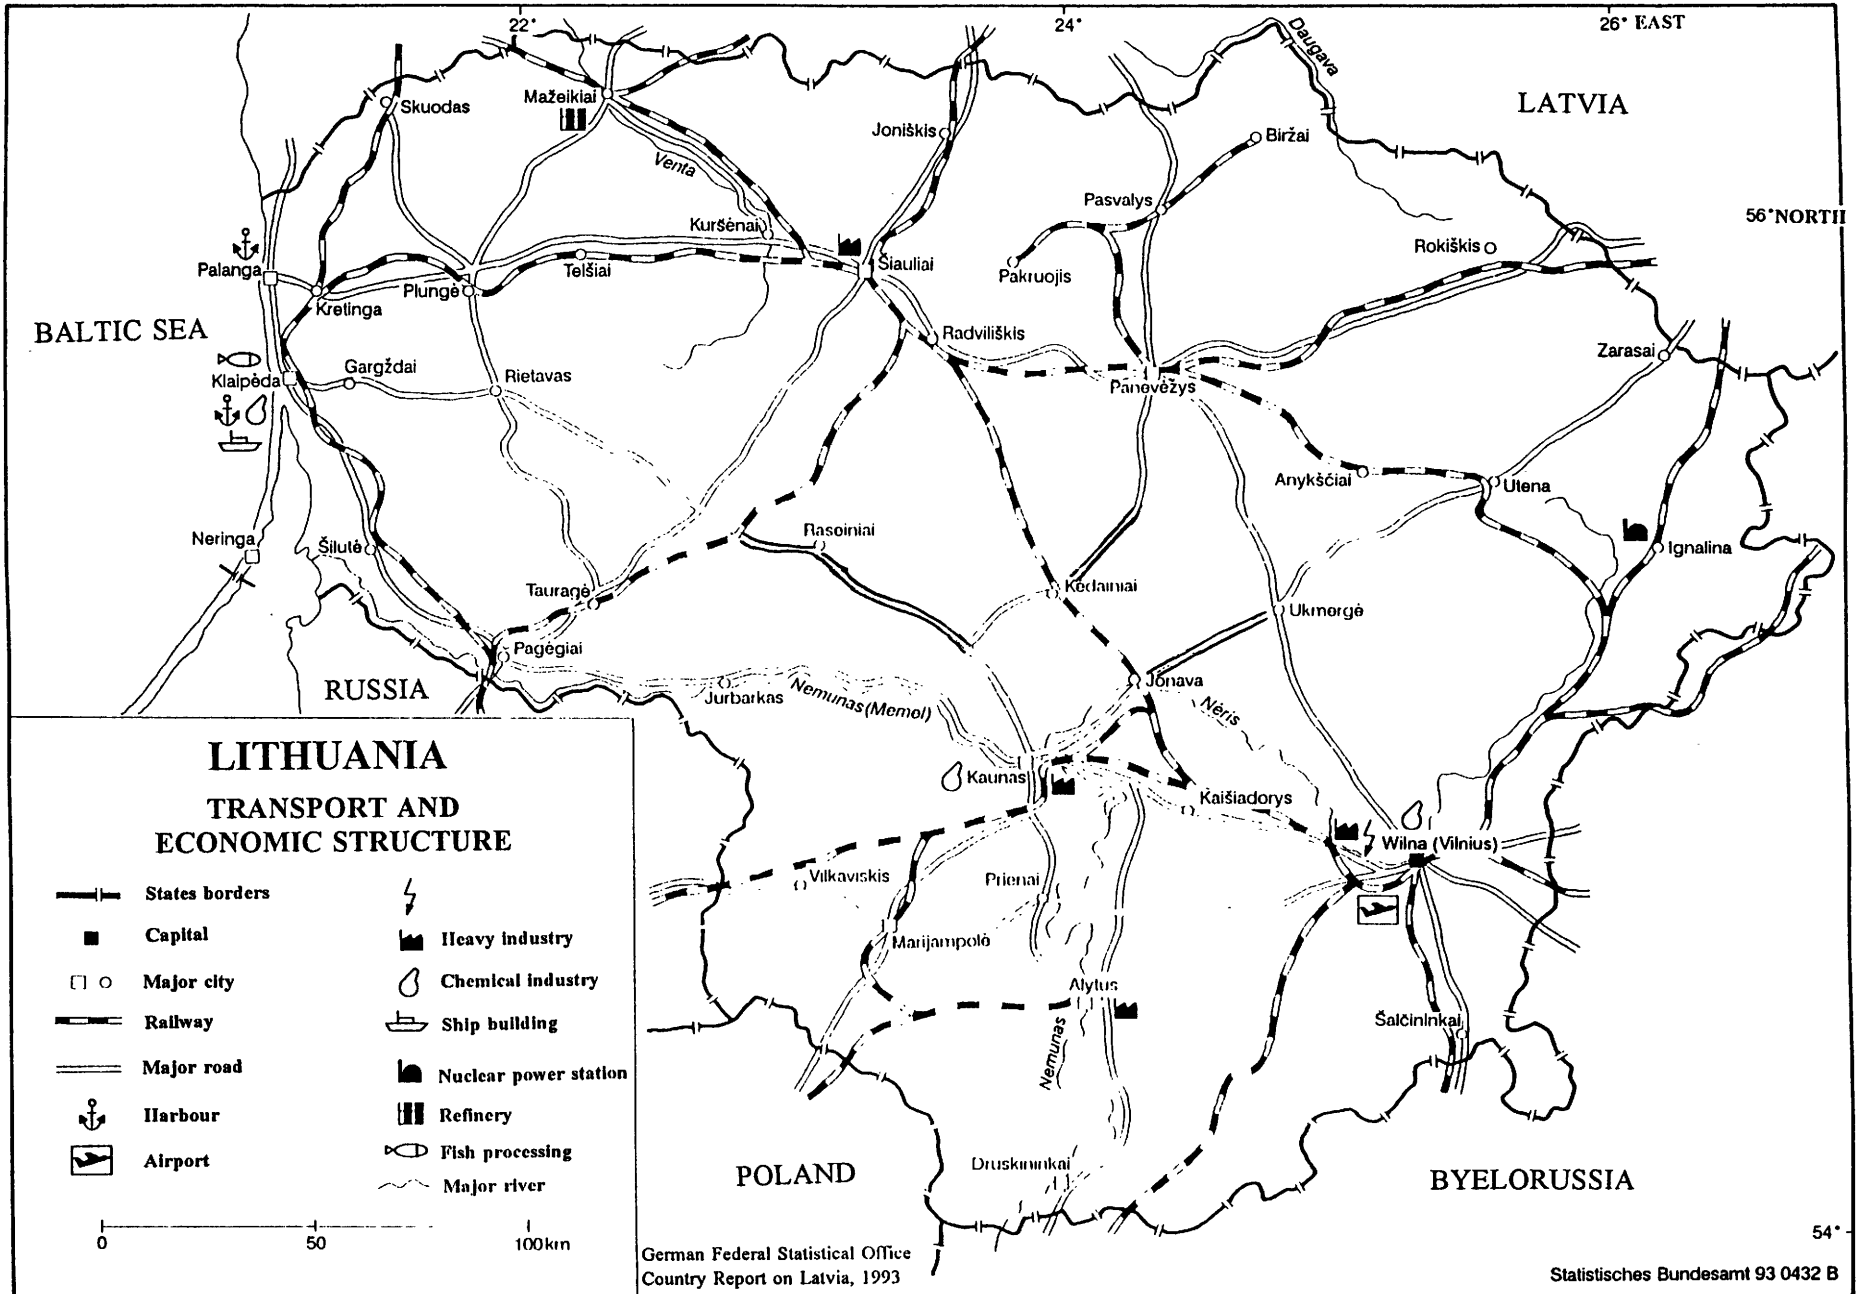 22°
24°
26° EAST
Daugava
LATVIA
Skuodas
Mažeikiai
Joniškis
Biržai
Venta
Pasvalys
56°NORTH
Kuršėnai
Rokiškis
Palanga
Telšiai
Šiauliai
Pakruojis
Plungė
Kretinga
BALTIC SEA
Radviliškis
Zarasai
Gargždai
Klaipėda
Rietavas
Panevėžys
Anykščiai
Utena
Neringa
Šilutė
Raseiniai
Ignalina
Tauragė
Kėdainiai
Ukmergė
Pagėgiai
RUSSIA
Jurbarkas
Nemunas (Memol)
Jonava
Nėris
Kaunas
Kaišiadorys
Wilna (Vilnius)
Vilkaviskis
Prienai
Marijampolė
Alytus
Nemunas
Šalčininkai
Druskininkai
POLAND
BYELORUSSIA
54°
LITHUANIA
TRANSPORT AND
ECONOMIC STRUCTURE
States borders
Capital
Major city
Railway
Major road
Harbour
Airport
Heavy industry
Chemical industry
Ship building
Nuclear power station
Refinery
Fish processing
Major river
0 50 100km
German Federal Statistical Office
Country Report on Latvia, 1993
Statistisches Bundesamt 93 0432 B